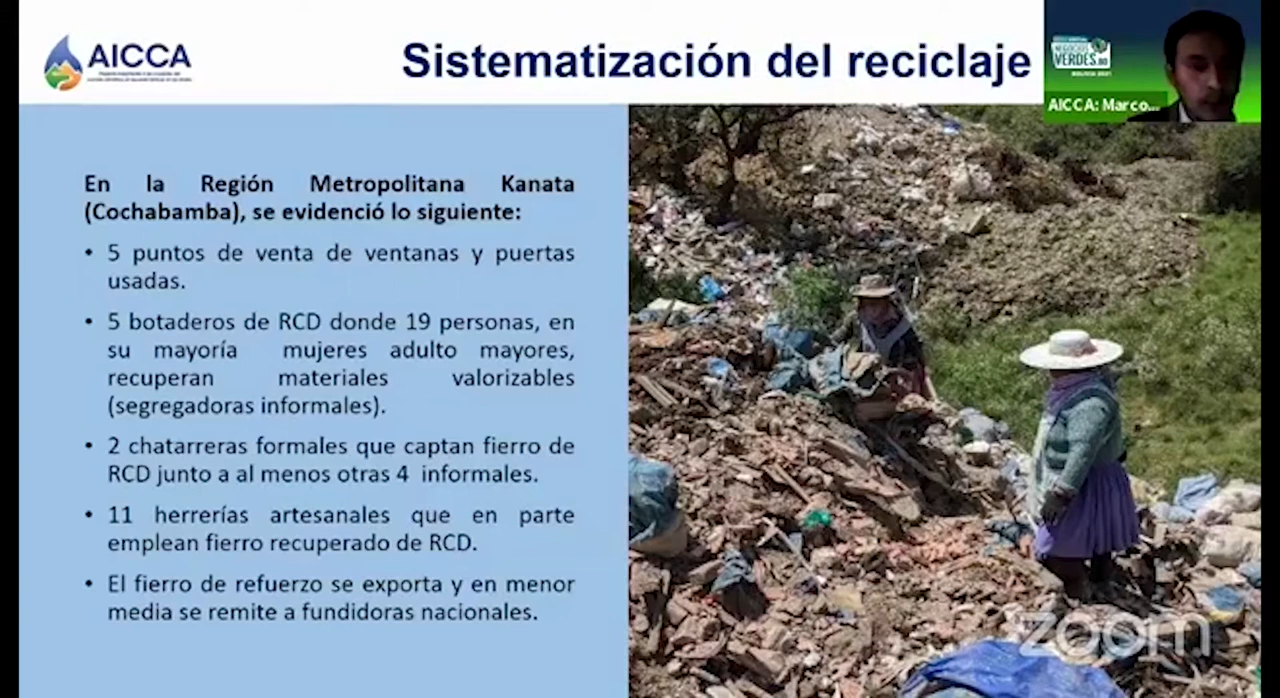 AICCA
Sistematización del reciclaje
NEGOCIOS
VERDES.BO
AICCA: Marco...
En la Región Metropolitana Kanata
(Cochabamba), se evidenció lo siguiente:
• 5 puntos de venta de ventanas y puertas
usadas.
• 5 botaderos de RCD donde 19 personas, en
su mayoría mujeres adulto mayores,
recuperan materiales valorizables
(segregadoras informales).
• 2 chatarreras formales que captan fierro de
RCD junto a al menos otras 4 informales.
• 11 herrerías artesanales que en parte
emplean fierro recuperado de RCD.
• El fierro de refuerzo se exporta y en menor
media se remite a fundidoras nacionales.
zoom